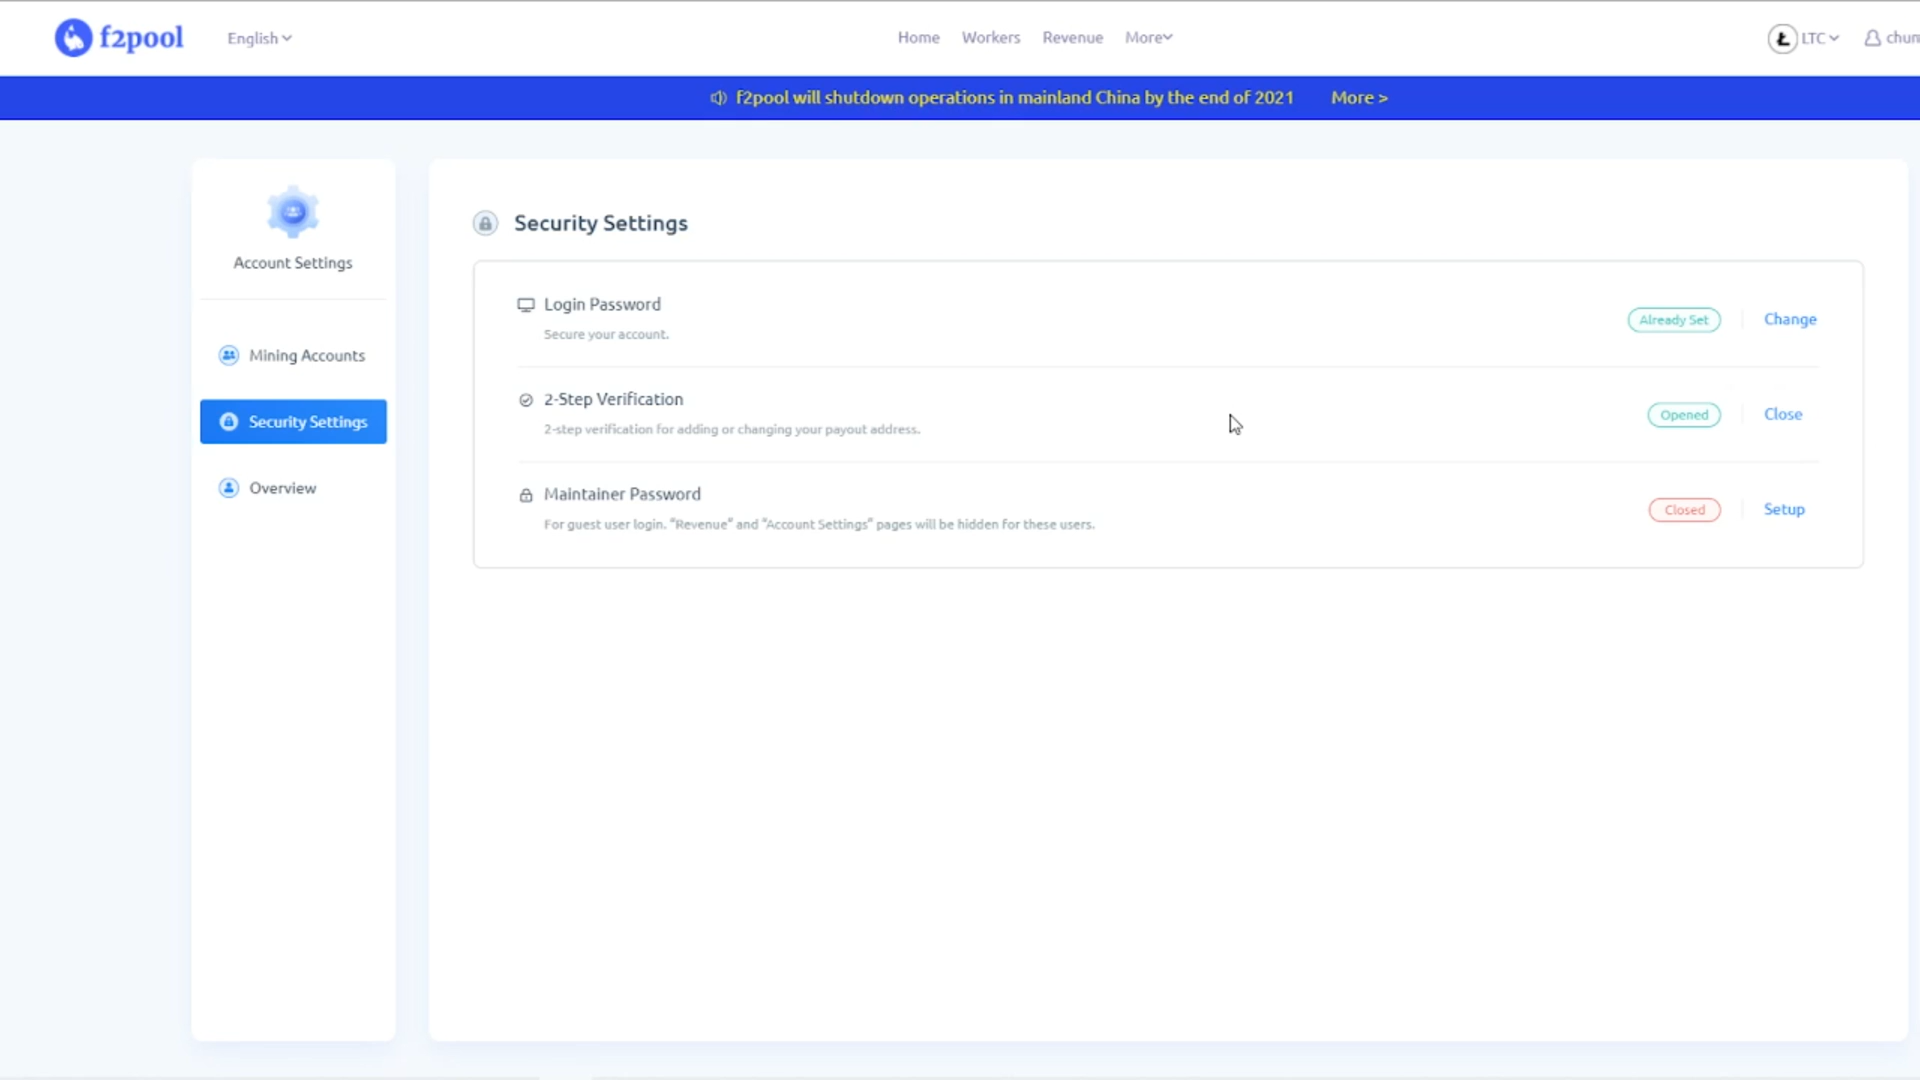 f2pool English Home Workers Revenue More LTC
f2pool will shutdown operations in mainland China by the end of 2021 More >
Account Settings
Mining Accounts
Security Settings
Overview
Security Settings
Login Password
Secure your account.
Already Set Change
2-Step Verification
2-step verification for adding or changing your payout address.
Opened Close
Maintainer Password
For guest user login. "Revenue" and "Account Settings" pages will be hidden for these users.
Closed Setup